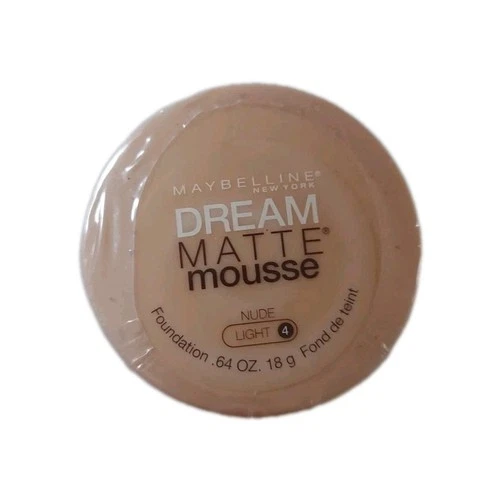 MAYBELLINE®
NEW YORK
DREAM
MATTE®
mousse
NUDE
LIGHT 4
Foundation .64 OZ. 18 g Fond de teint